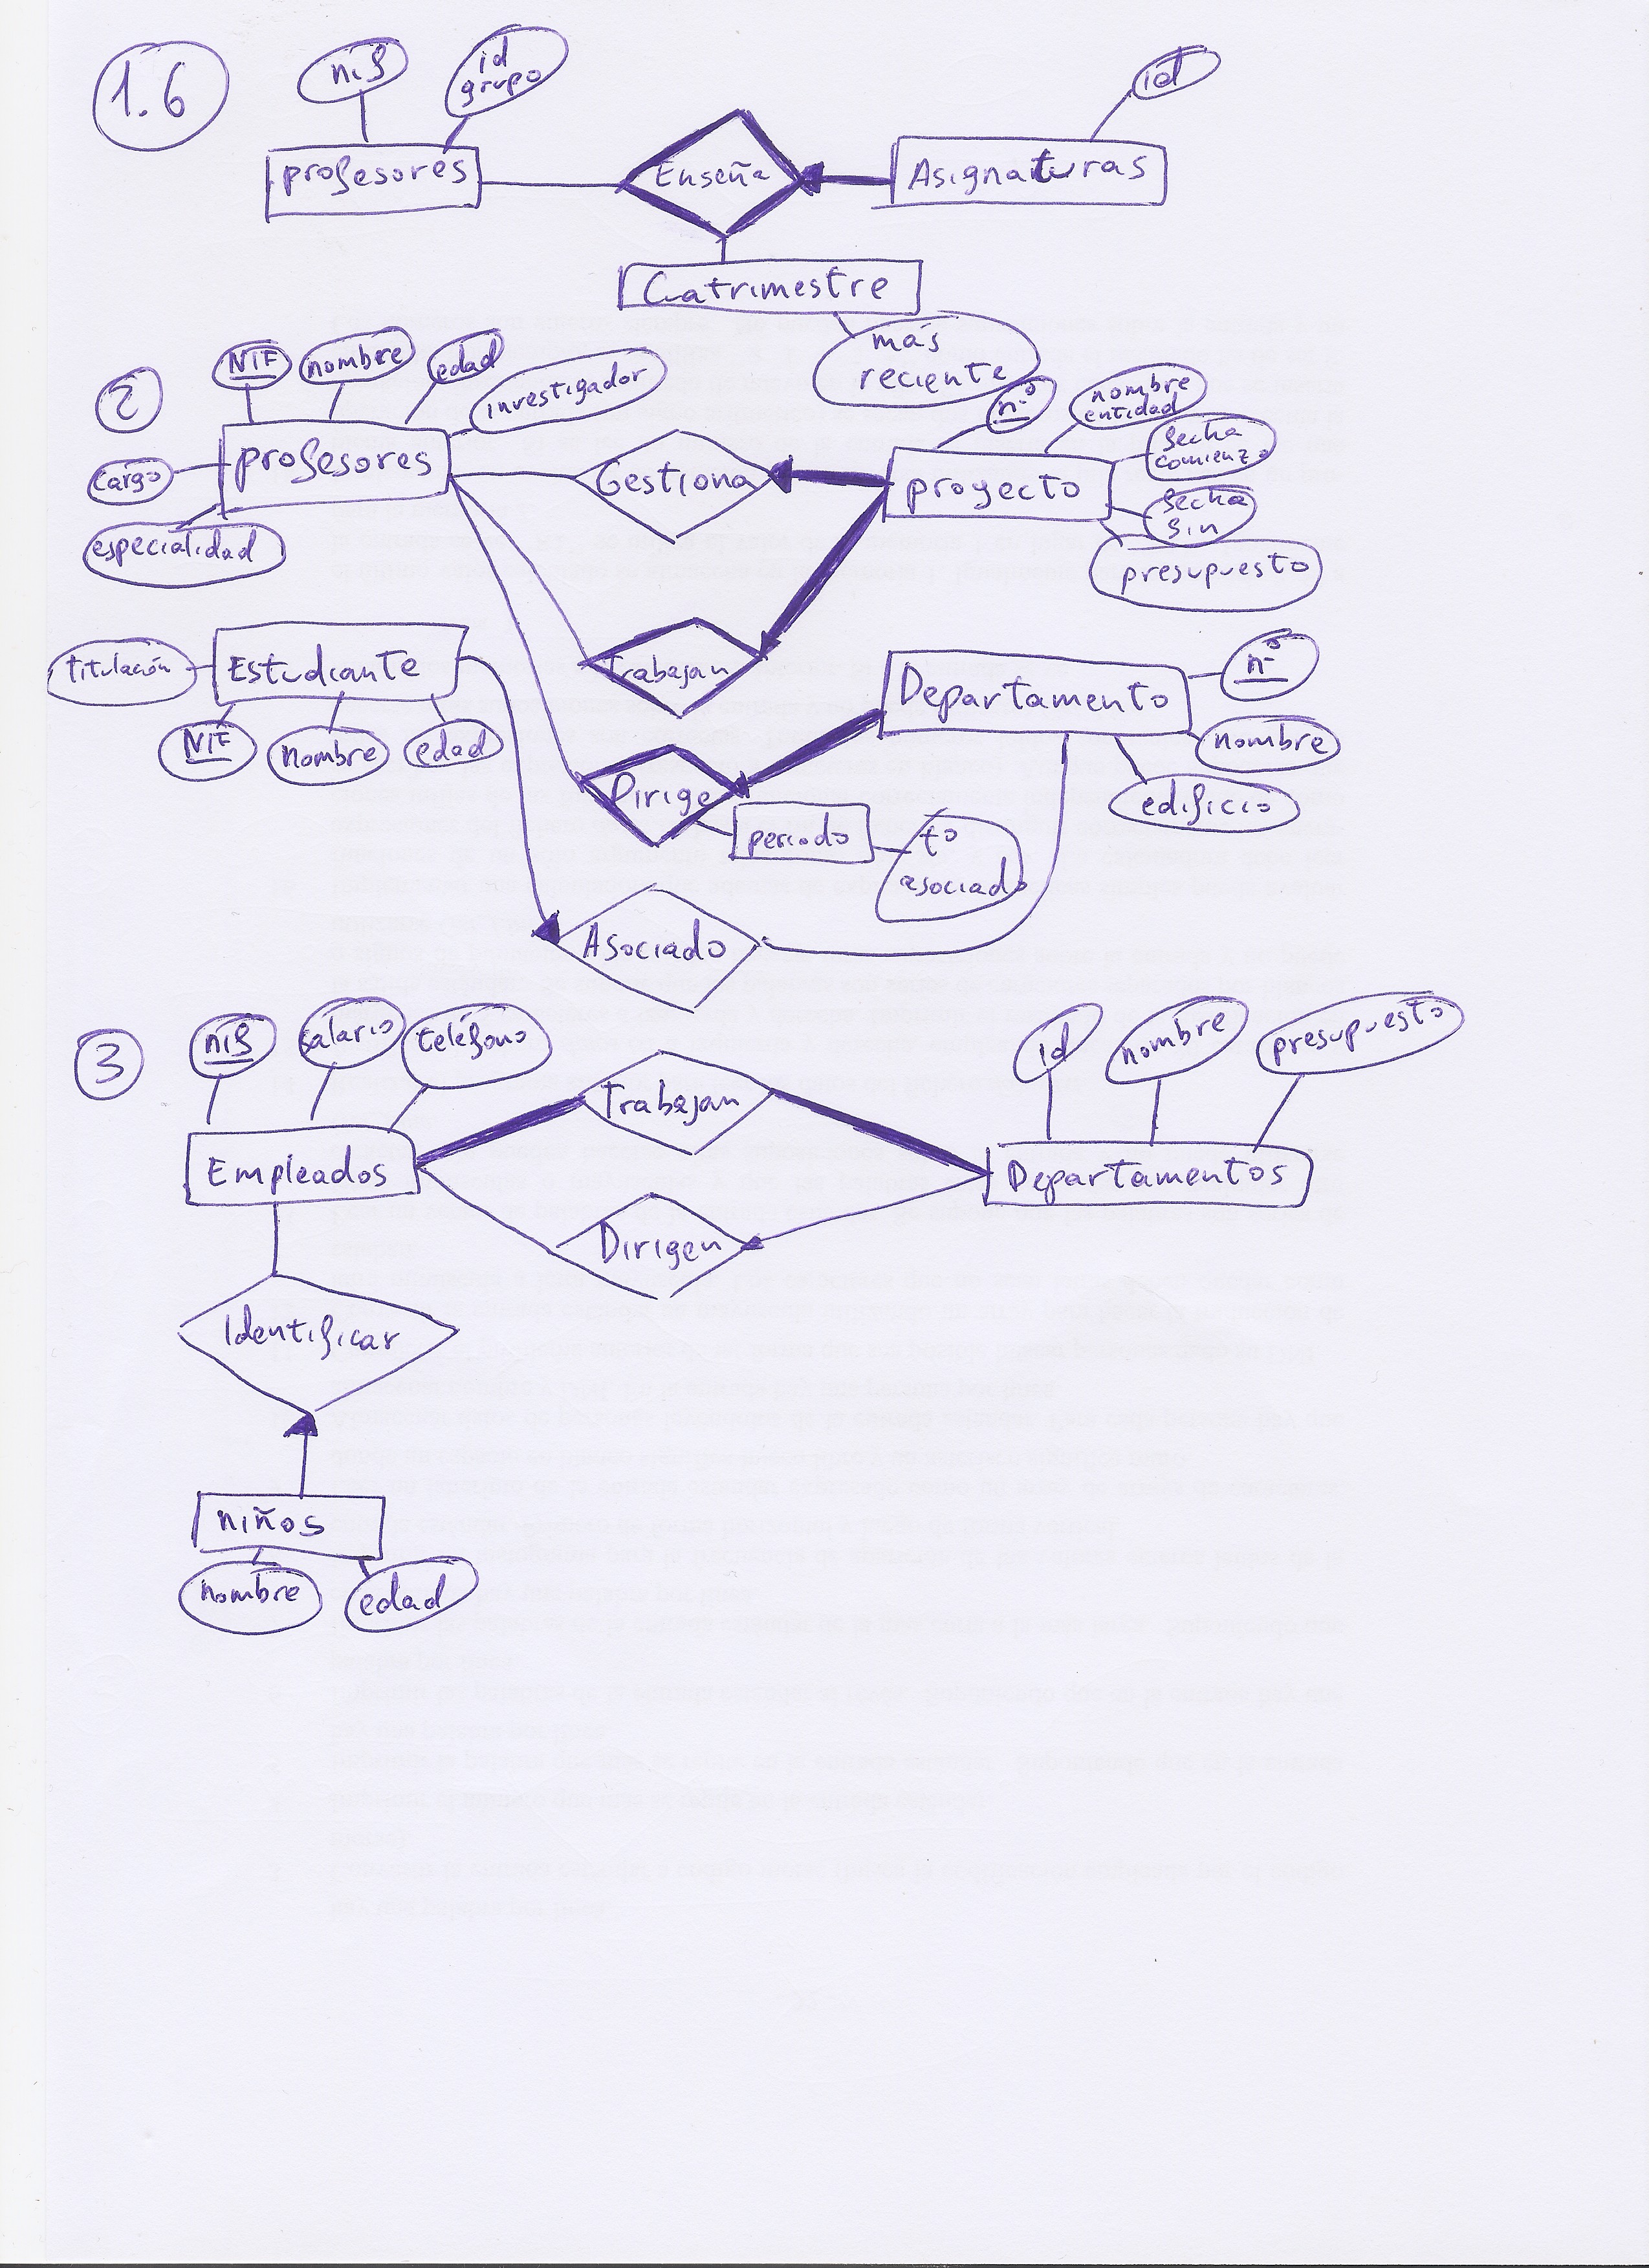 1.6
nif
id
grupo
id
profesores
Enseña
Asignaturas
Catrimestre
más
reciente
2
NIF
nombre
edad
investigador
cargo
profesores
especialidad
Gestiona
proyecto
nº
nombre
entidad
fecha
comienzo
fecha
fin
presupuesto
titulación
Estudiante
NIF
nombre
edad
Trabajan
Departamento
nº
nombre
edificio
Dirige
periodo
to
asociado
Asociado
3
nif
salario
teléfono
id
nombre
presupuesto
Trabajan
Empleados
Departamentos
Dirigen
Identificar
niños
nombre
edad